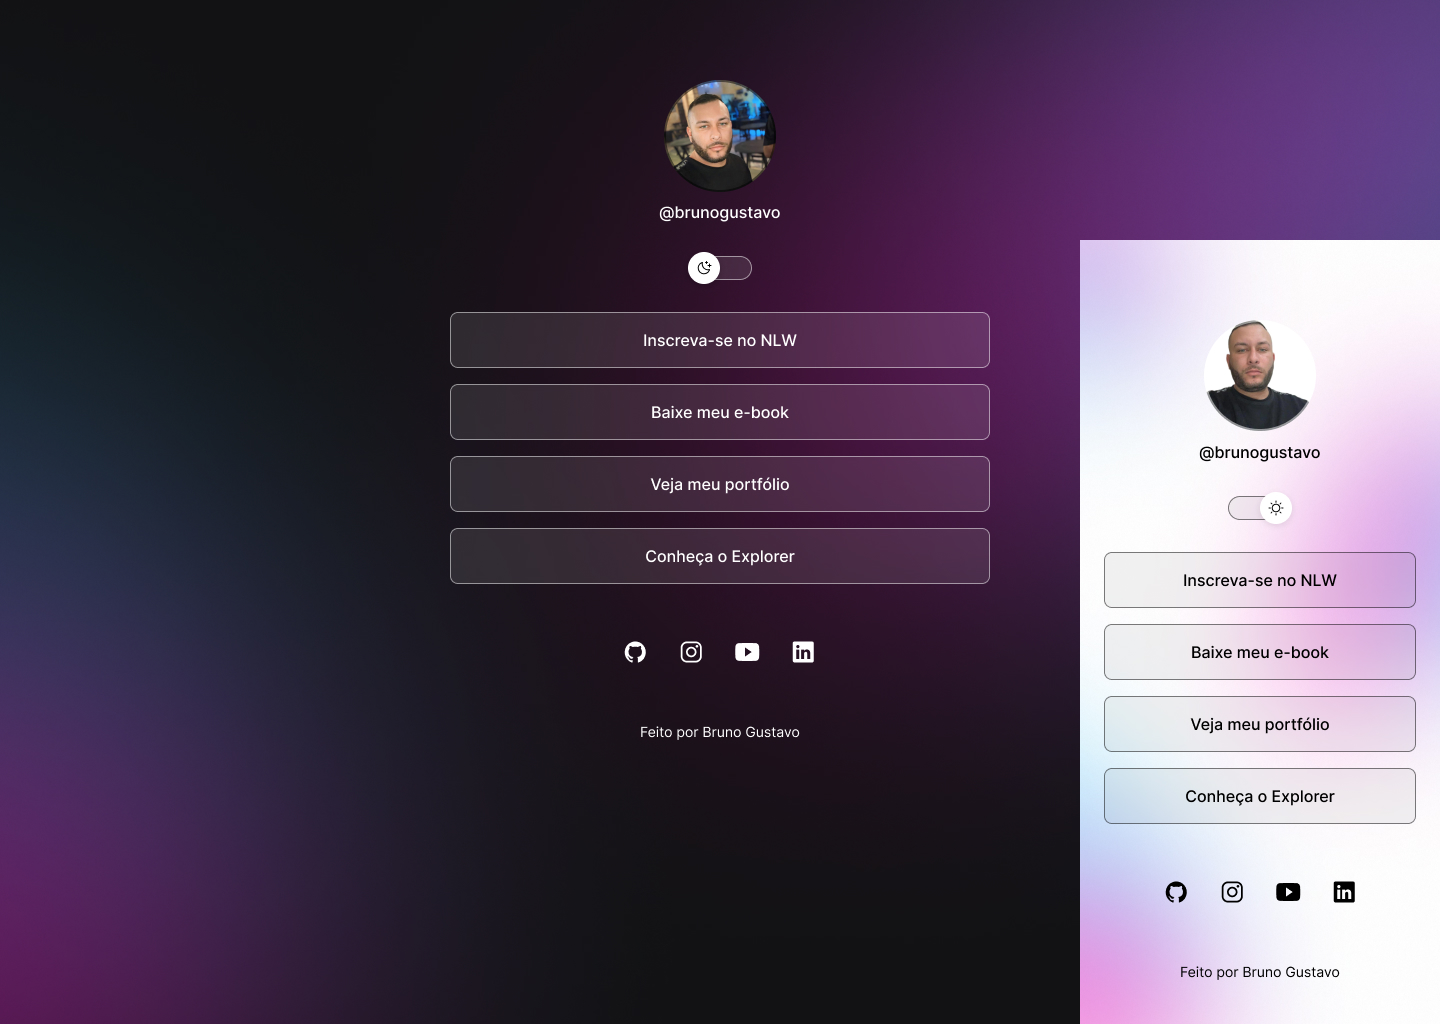 @brunogustavo
Inscreva-se no NLW
Baixe meu e-book
Veja meu portfólio
Conheça o Explorer
Feito por Bruno Gustavo
@brunogustavo
Inscreva-se no NLW
Baixe meu e-book
Veja meu portfólio
Conheça o Explorer
Feito por Bruno Gustavo